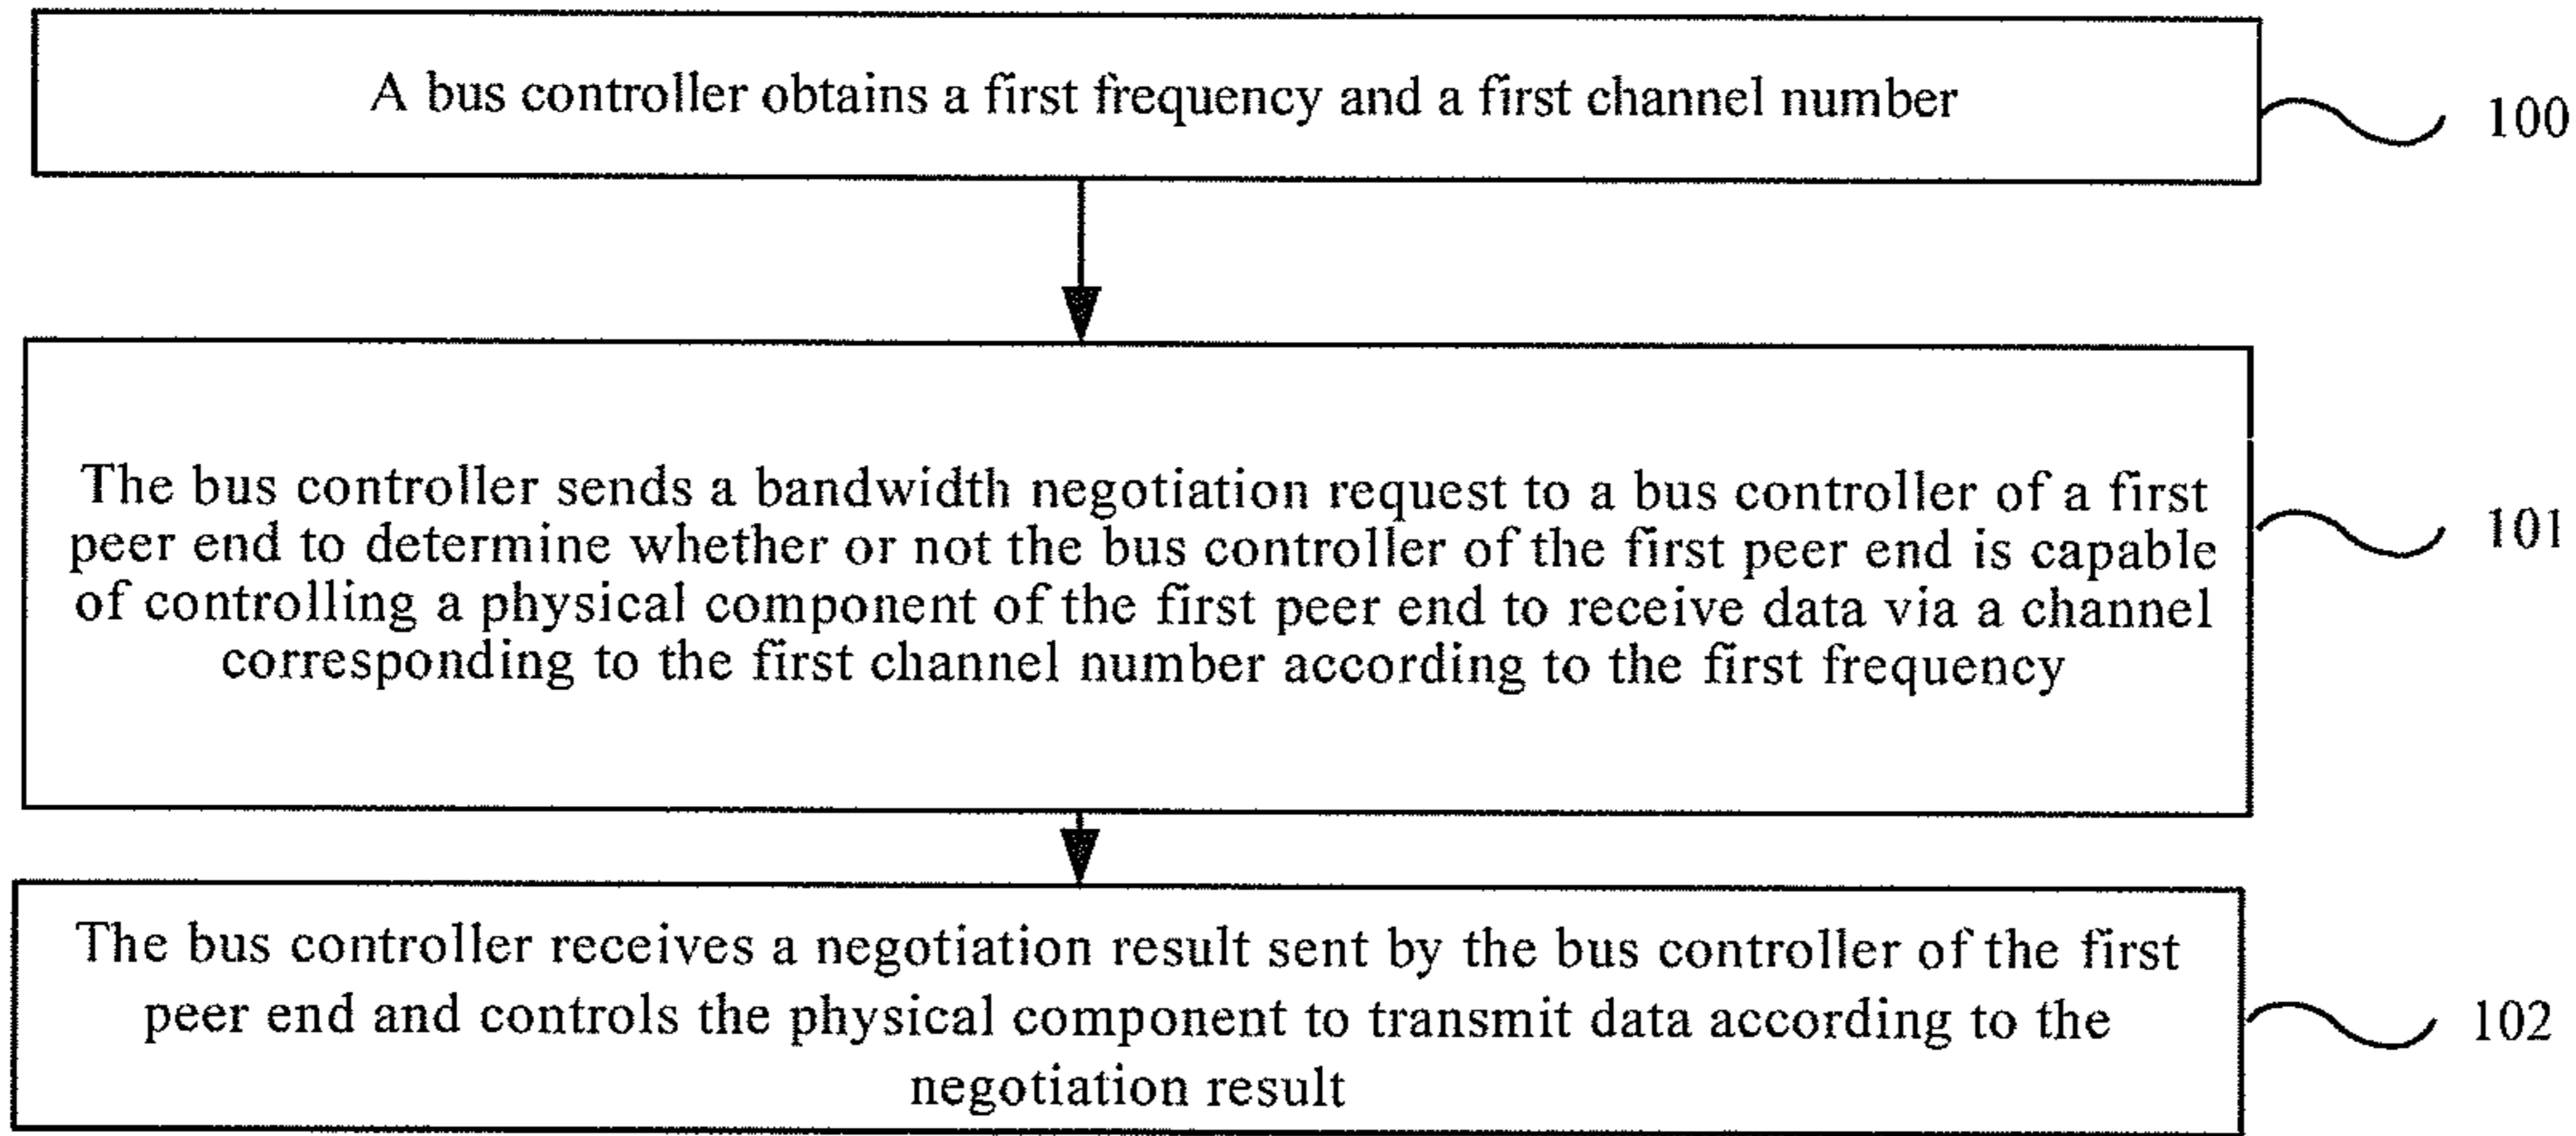 A bus controller obtains a first frequency and a first channel number
100
The bus controller sends a bandwidth negotiation request to a bus controller of a first
peer end to determine whether or not the bus controller of the first peer end is capable
of controlling a physical component of the first peer end to receive data via a channel
corresponding to the first channel number according to the first frequency
101
The bus controller receives a negotiation result sent by the bus controller of the first
peer end and controls the physical component to transmit data according to the
negotiation result
102